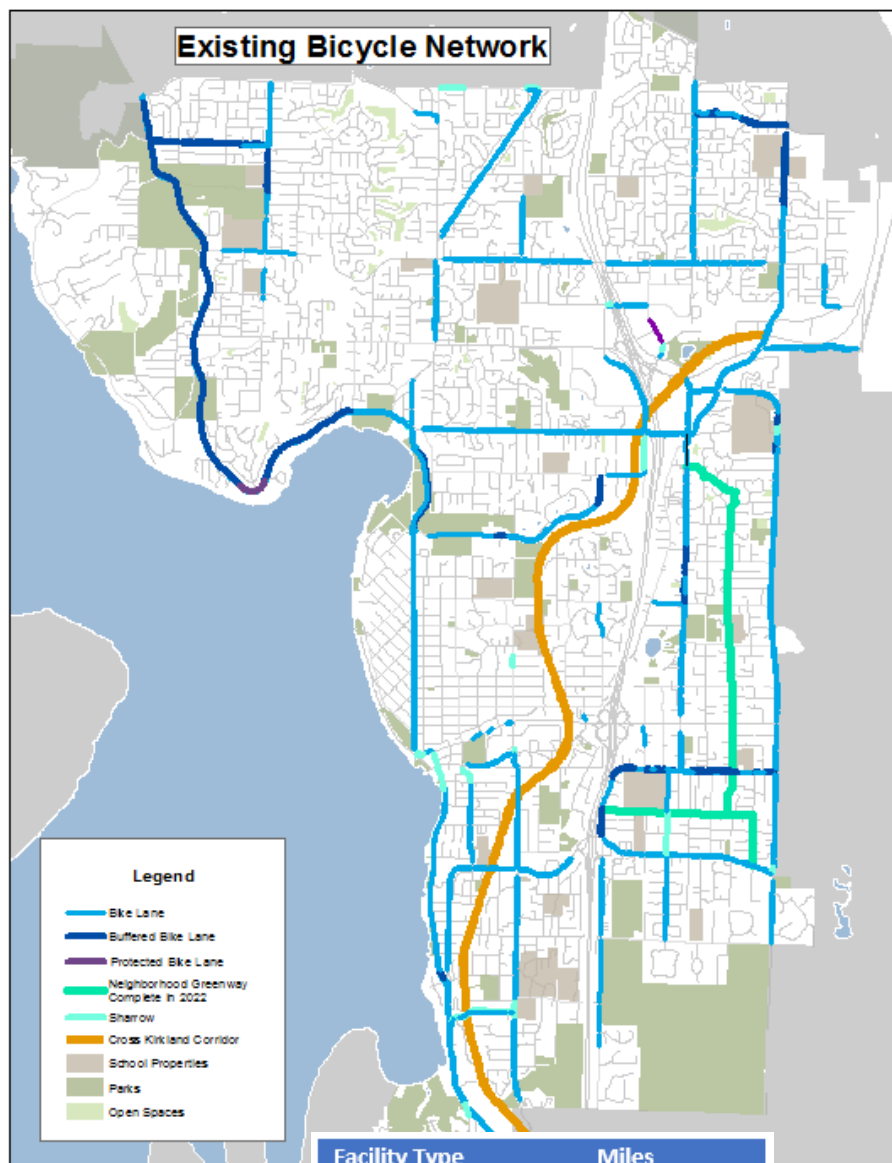 Existing Bicycle Network
Legend
Bike Lane
Buffered Bike Lane
Protected Bike Lane
Neighborhood Greenway
Complete in 2022
Sharrow
Cross Kirkland Corridor
School Properties
Parks
Open Spaces
Facility Type Miles